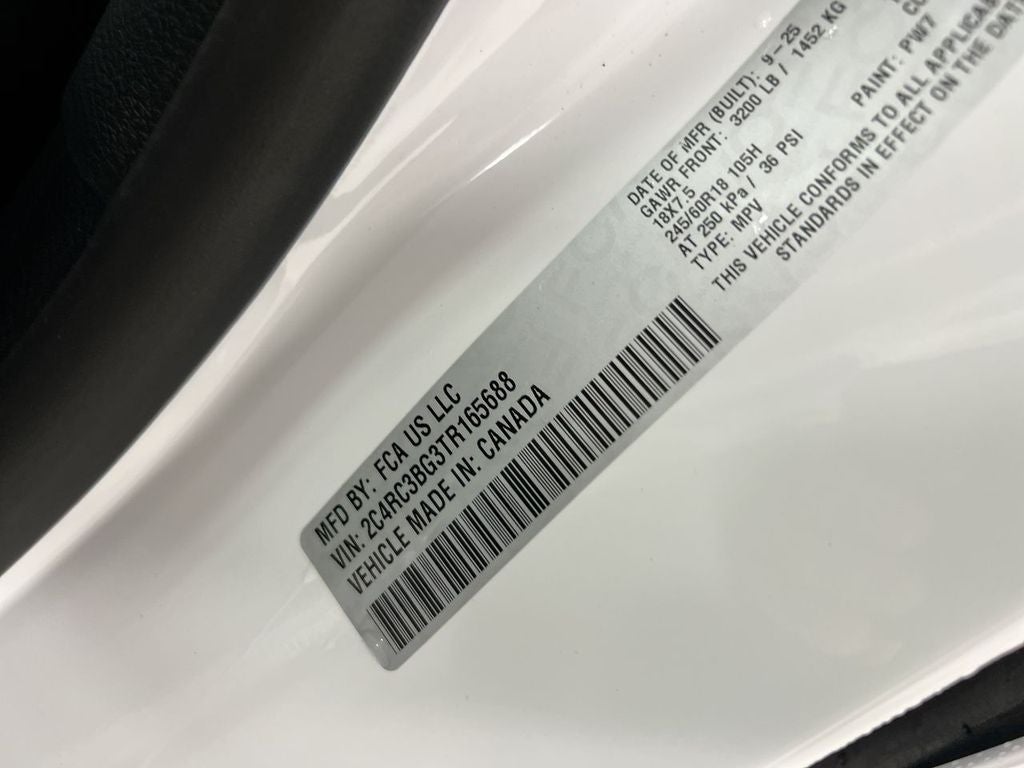 MFD BY: FCA US LLC
VIN: 2C4RC3BG3TR165688
VEHICLE MADE IN: CANADA
DATE OF MFR (BUILT): 9-25
GAWR FRONT: 3200 LB / 1452 KG
18X7.5
245/60R18 105H
AT 250 kPa / 36 PSI
TYPE: MPV
PAINT: PW7
THIS VEHICLE CONFORMS TO ALL
STANDARDS IN EFFECT ON THE